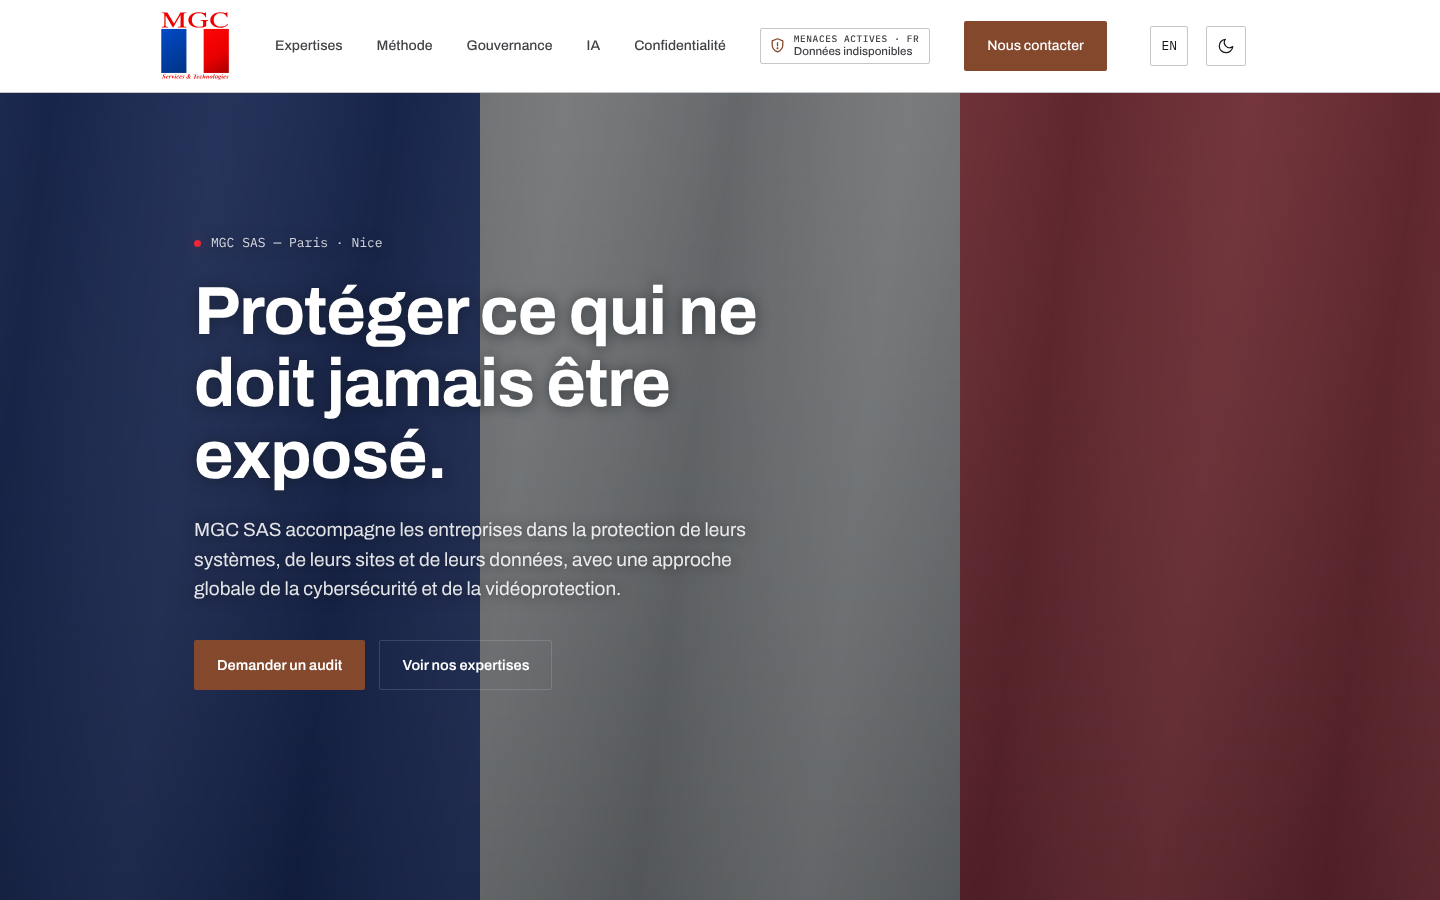 MGC
Services & Technologies
Expertises
Méthode
Gouvernance
IA
Confidentialité
MENACES ACTIVES · FR
Données indisponibles
Nous contacter
EN
MGC SAS — Paris · Nice
Protéger ce qui ne
doit jamais être
exposé.
MGC SAS accompagne les entreprises dans la protection de leurs
systèmes, de leurs sites et de leurs données, avec une approche
globale de la cybersécurité et de la vidéoprotection.
Demander un audit
Voir nos expertises